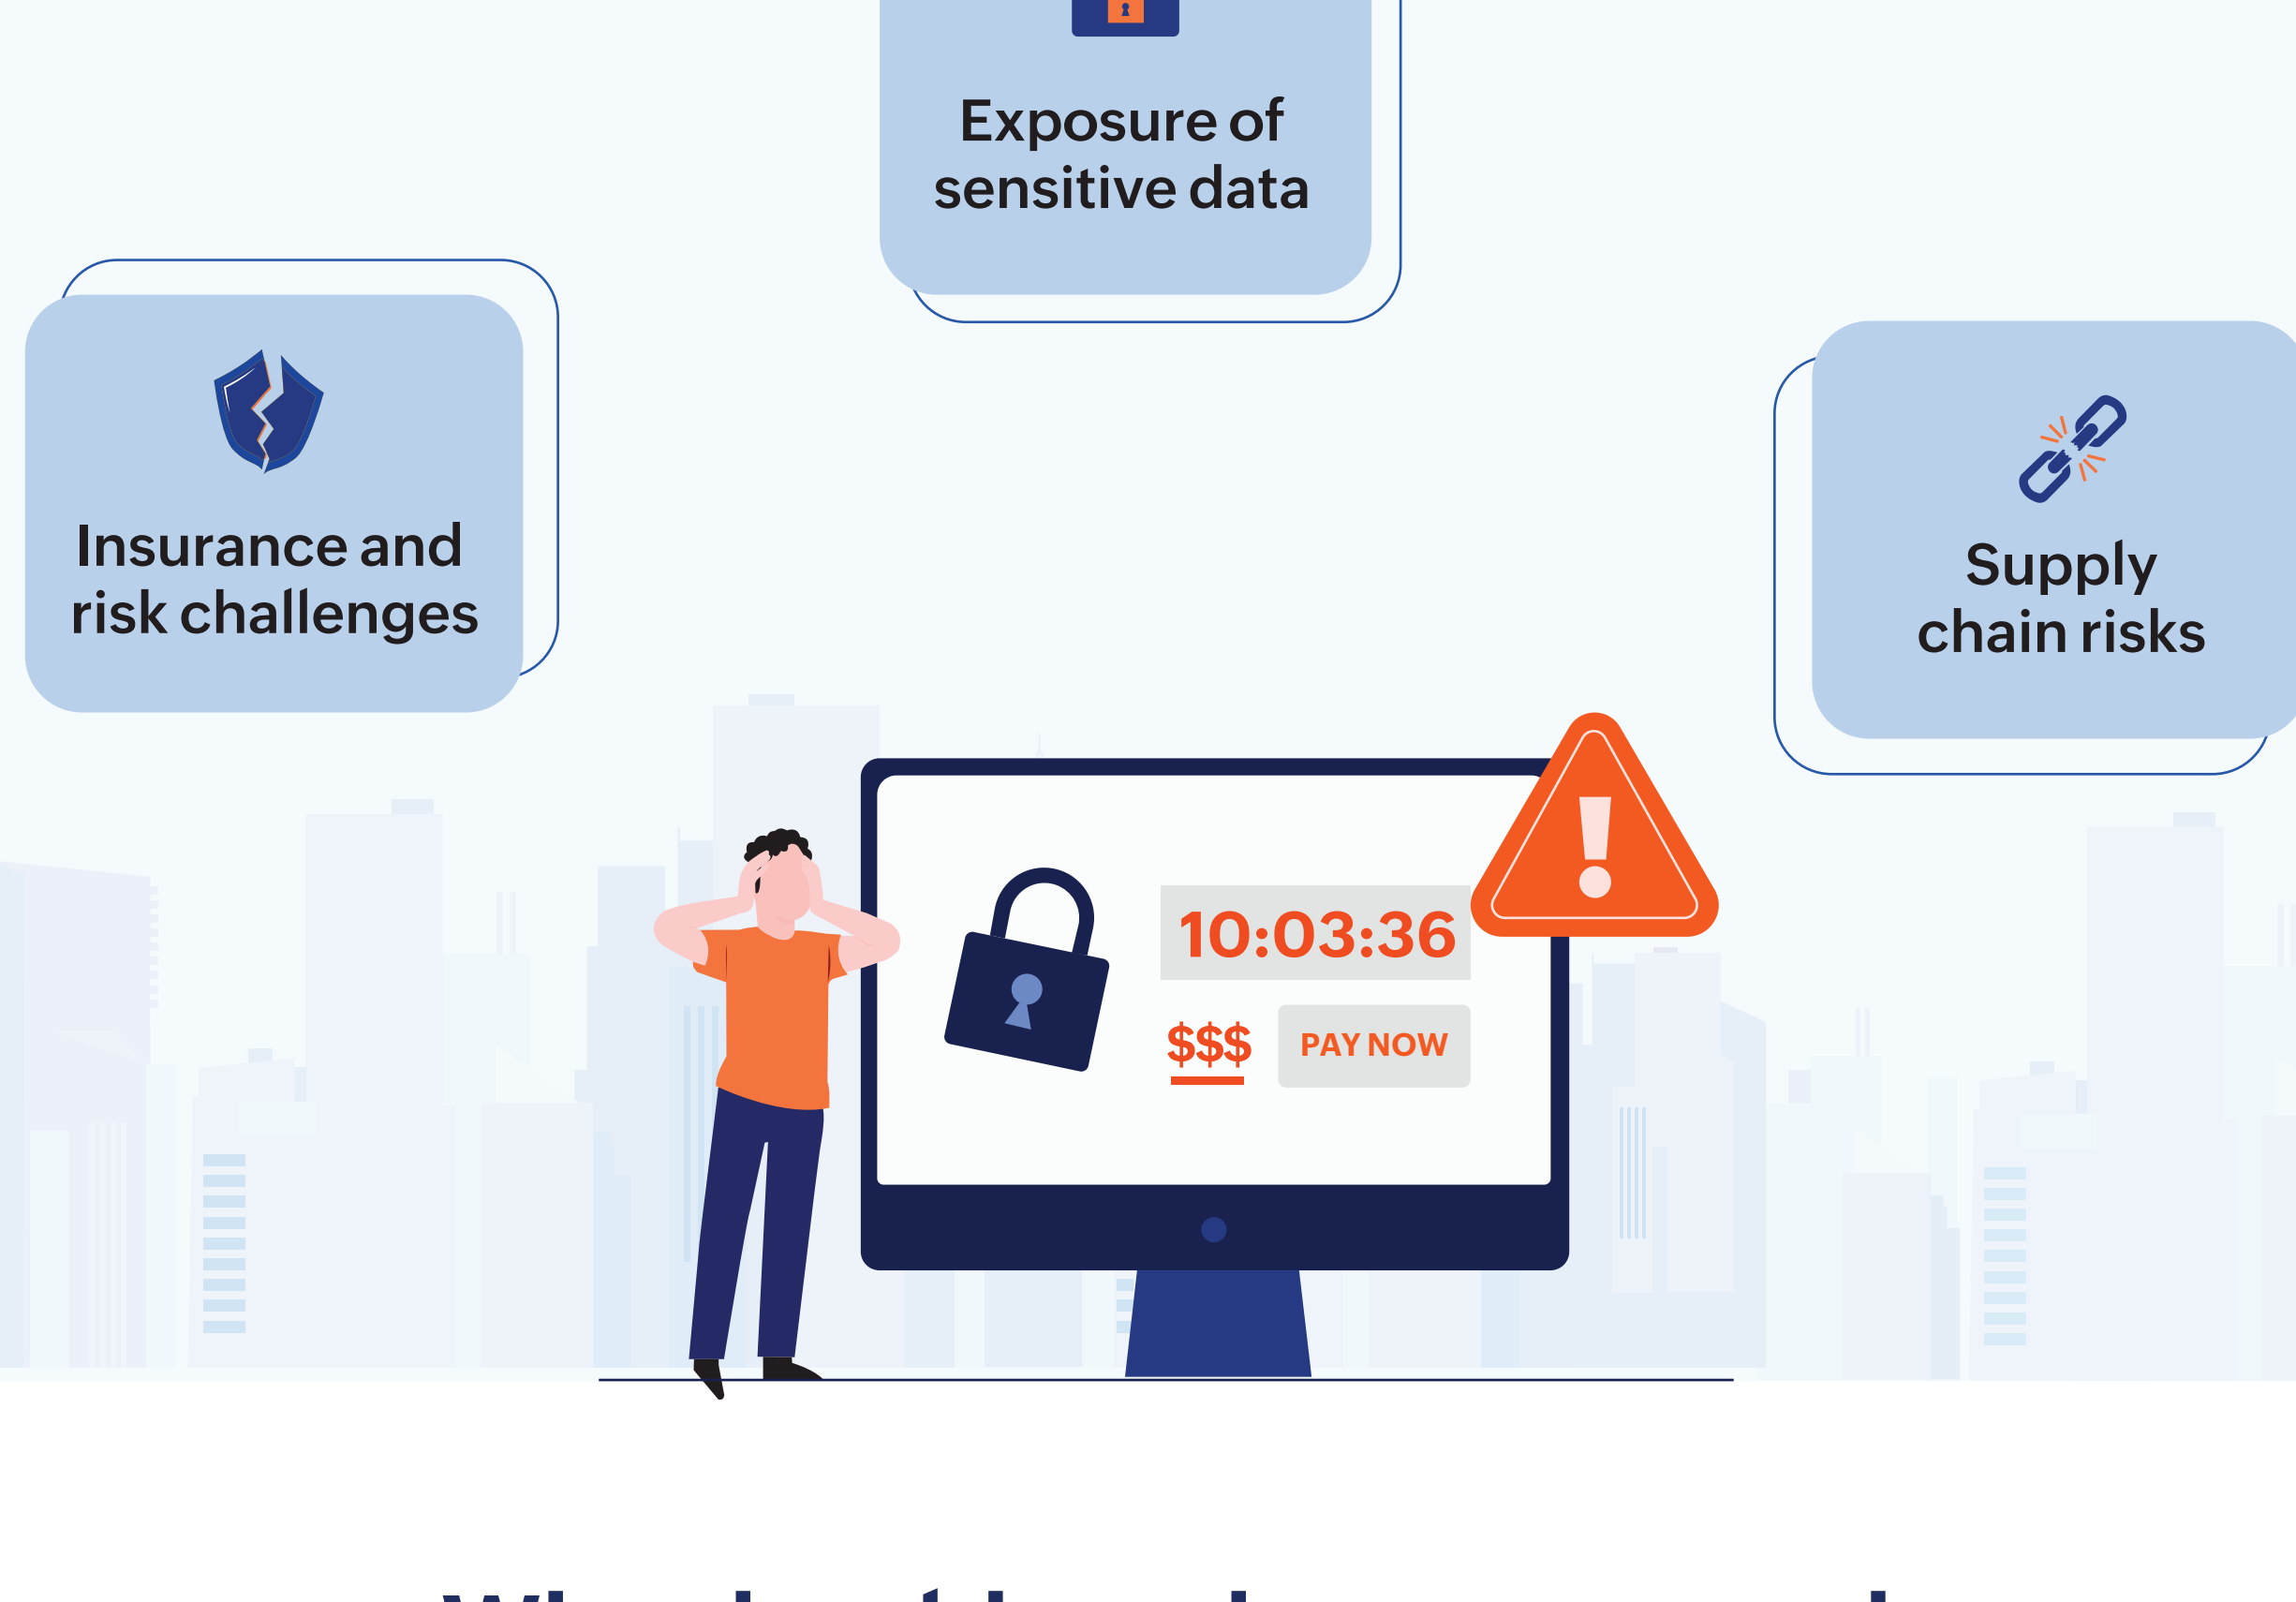 Exposure of
sensitive data
Insurance and
risk challenges
Supply
chain risks
10:03:36
$$$
PAY NOW